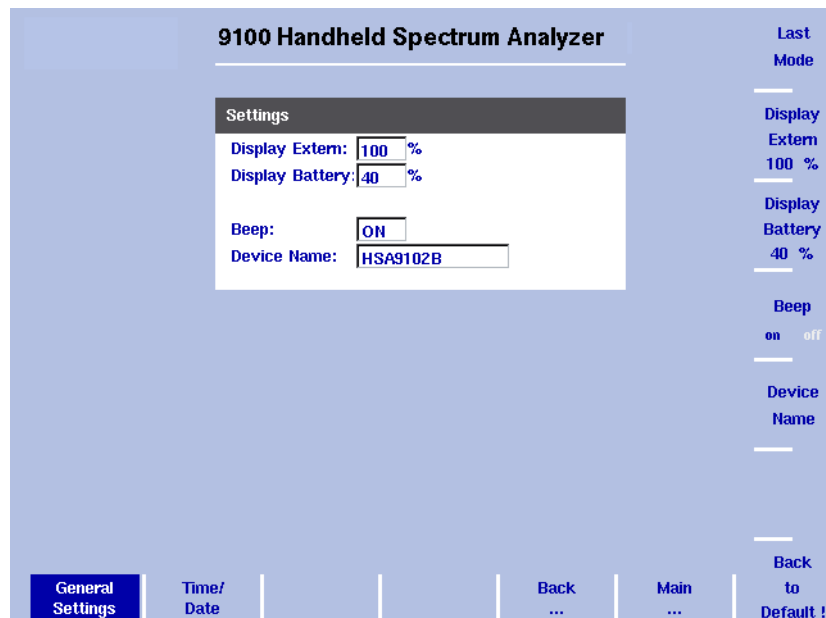 9100 Handheld Spectrum Analyzer
Settings
Display Extern: 100 %
Display Battery: 40 %
Beep: ON
Device Name: HSA9102B
Last
Mode
Display
Extern
100 %
Display
Battery
40 %
Beep
on off
Device
Name
Back
to
Default !
General
Settings
Time/
Date
Back
...
Main
...